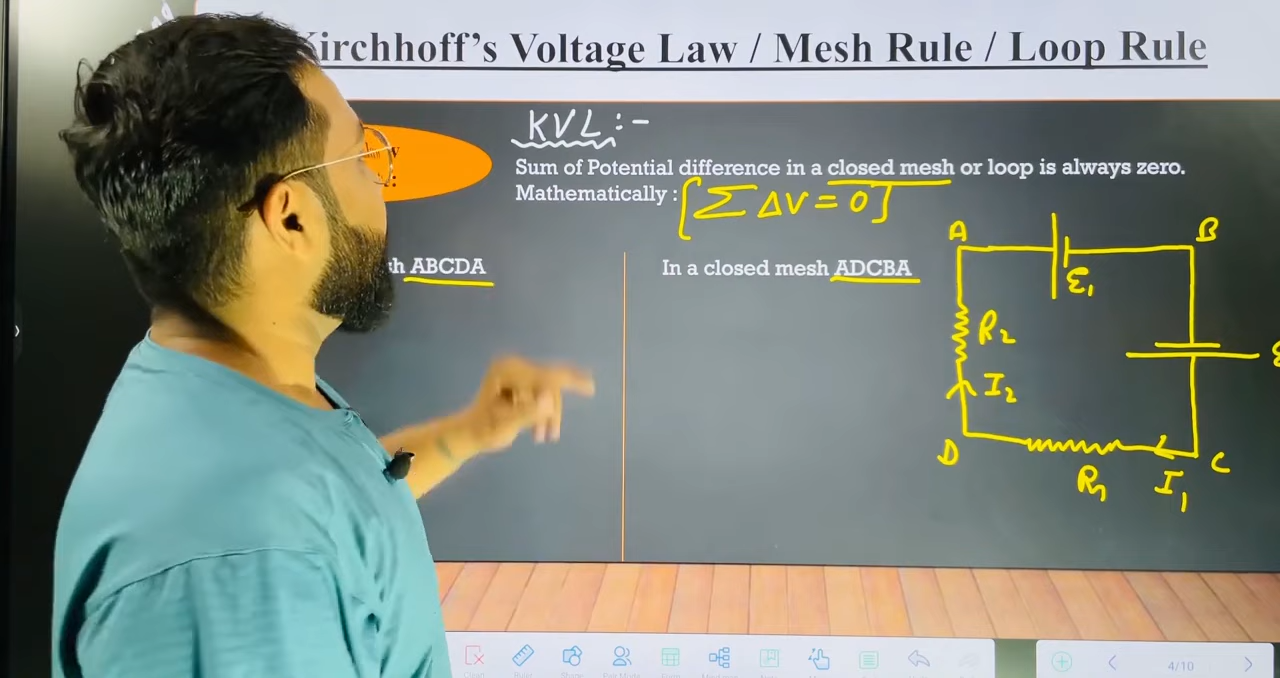 Kirchhoff's Voltage Law / Mesh Rule / Loop Rule
KVL:-
Sum of Potential difference in a closed mesh or loop is always zero.
Mathematically : [Σ ΔV = 0]
ABCDA
In a closed mesh ADCBA
A
B
ε₁
R₂
I₂
D
C
R₁
I₁
4/10